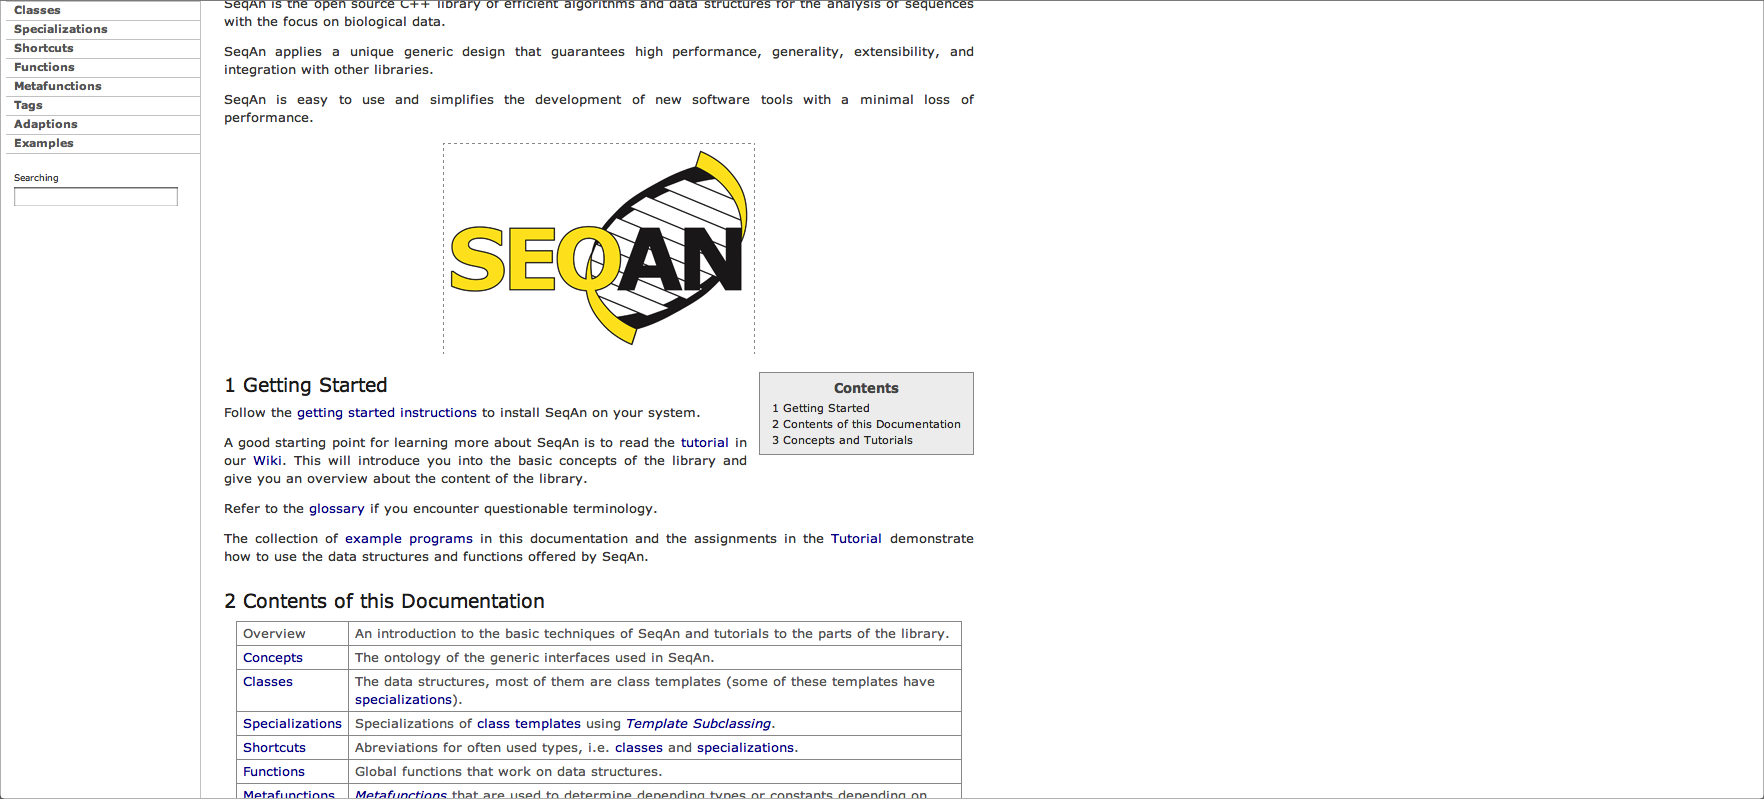 Classes
Specializations
Shortcuts
Functions
Metafunctions
Tags
Adaptions
Examples
Searching
SeqAn is the open source C++ library of efficient algorithms and data structures for the analysis of sequences
with the focus on biological data.
SeqAn applies a unique generic design that guarantees high performance, generality, extensibility, and
integration with other libraries.
SeqAn is easy to use and simplifies the development of new software tools with a minimal loss of
performance.
SEQAN
1 Getting Started
Follow the getting started instructions to install SeqAn on your system.
A good starting point for learning more about SeqAn is to read the tutorial in
our Wiki. This will introduce you into the basic concepts of the library and
give you an overview about the content of the library.
Refer to the glossary if you encounter questionable terminology.
The collection of example programs in this documentation and the assignments in the Tutorial demonstrate
how to use the data structures and functions offered by SeqAn.
Contents
1 Getting Started
2 Contents of this Documentation
3 Concepts and Tutorials
2 Contents of this Documentation
Overview An introduction to the basic techniques of SeqAn and tutorials to the parts of the library.
Concepts The ontology of the generic interfaces used in SeqAn.
Classes The data structures, most of them are class templates (some of these templates have
specializations).
Specializations Specializations of class templates using Template Subclassing.
Shortcuts Abreviations for often used types, i.e. classes and specializations.
Functions Global functions that work on data structures.
Metafunctions Metafunctions that are used to determine depending types or constants depending on